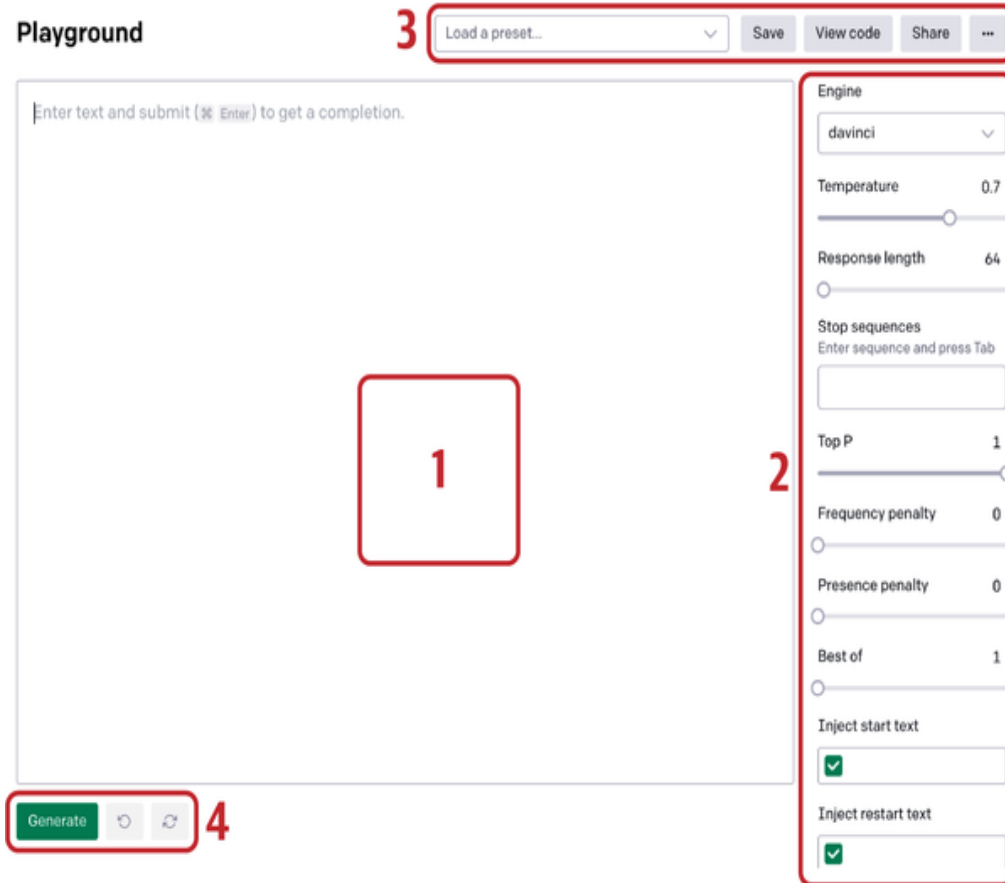 Playground
3
Load a preset...
Save
View code
Share
...
Enter text and submit (⌘ Enter) to get a completion.
1
2
Engine
davinci
Temperature 0.7
Response length 64
Stop sequences
Enter sequence and press Tab
Top P 1
Frequency penalty 0
Presence penalty 0
Best of 1
Inject start text
Inject restart text
Generate
4